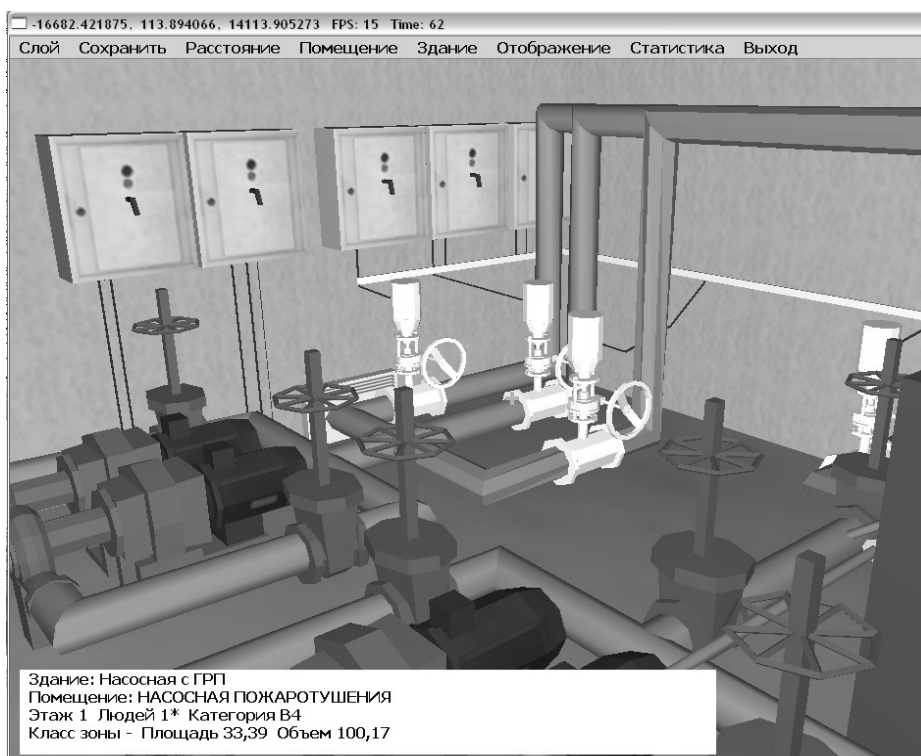 -16682.421875, 113.894066, 14113.905273 FPS: 15 Time: 62
Слой Сохранить Расстояние Помещение Здание Отображение Статистика Выход
Здание: Насосная с ГРП
Помещение: НАСОСНАЯ ПОЖАРОТУШЕНИЯ
Этаж 1 Людей 1* Категория В4
Класс зоны - Площадь 33,39 Объем 100,17